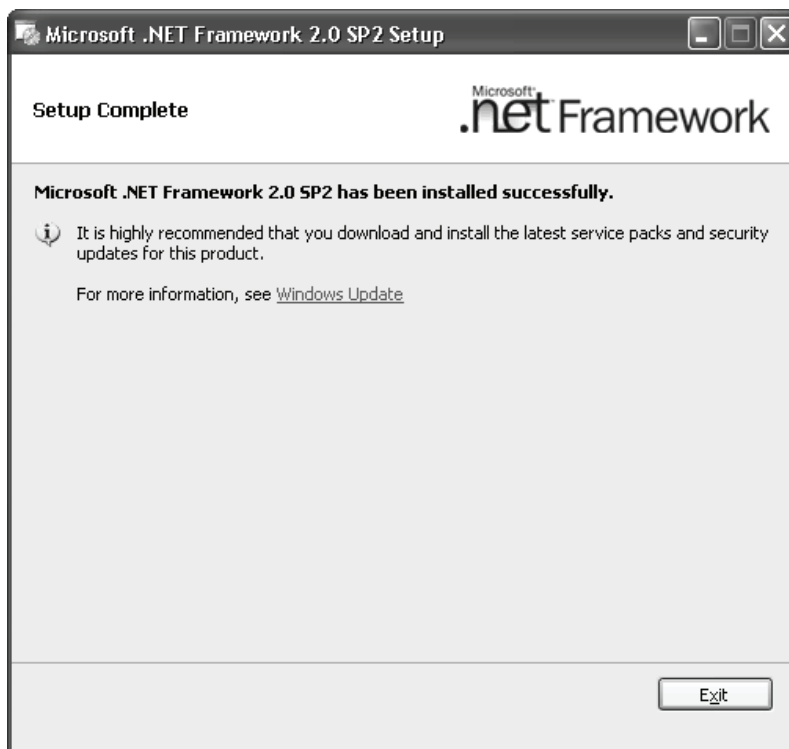 Microsoft .NET Framework 2.0 SP2 Setup
Setup Complete
Microsoft
.net Framework
Microsoft .NET Framework 2.0 SP2 has been installed successfully.
It is highly recommended that you download and install the latest service packs and security
updates for this product.
For more information, see Windows Update
Exit